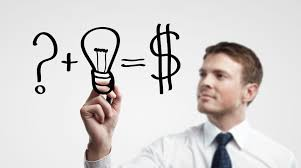 ? + = $